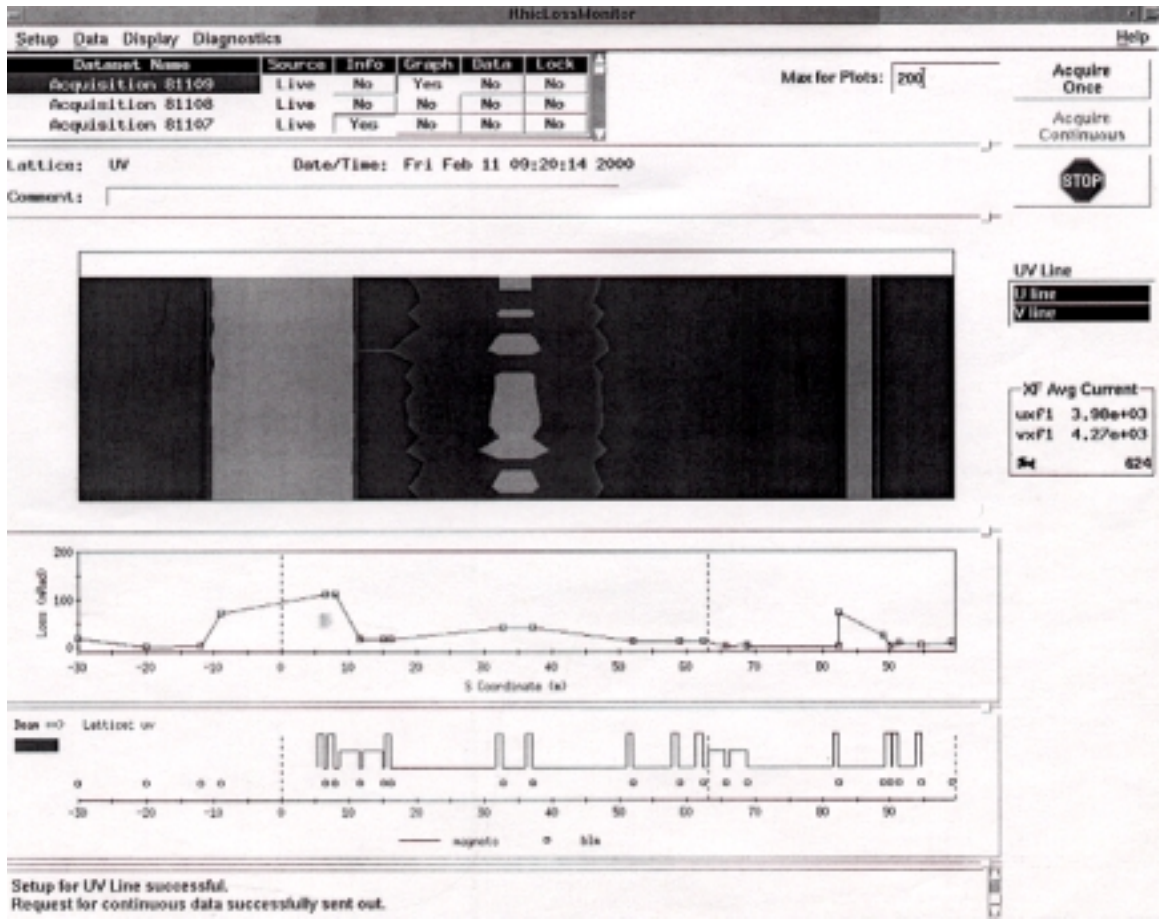 RhicLossMonitor
Setup Data Display Diagnostics Help
Dataset Name Source Info Graph Data Lock
Acquisition 81109 Live No Yes No No
Acquisition 81108 Live No No No No
Acquisition 81107 Live Yes No No No
Max for Plots: 200
Acquire Once
Acquire Continuous
STOP
Lattice: UV Date/Time: Fri Feb 11 09:20:14 2000
Comment:
UV Line
U line
V line
XF Avg Current
uxf1 3.98e+03
vxf1 4.27e+03
624
Loss (mRad)
200
100
0
-30 -20 -10 0 10 20 30 40 50 60 70 80 90
S Coordinate (m)
Beam ==> Lattice: uv
-30 -20 -10 0 10 20 30 40 50 60 70 80 90
magnets blm
Setup for UV Line successful.
Request for continuous data successfully sent out.